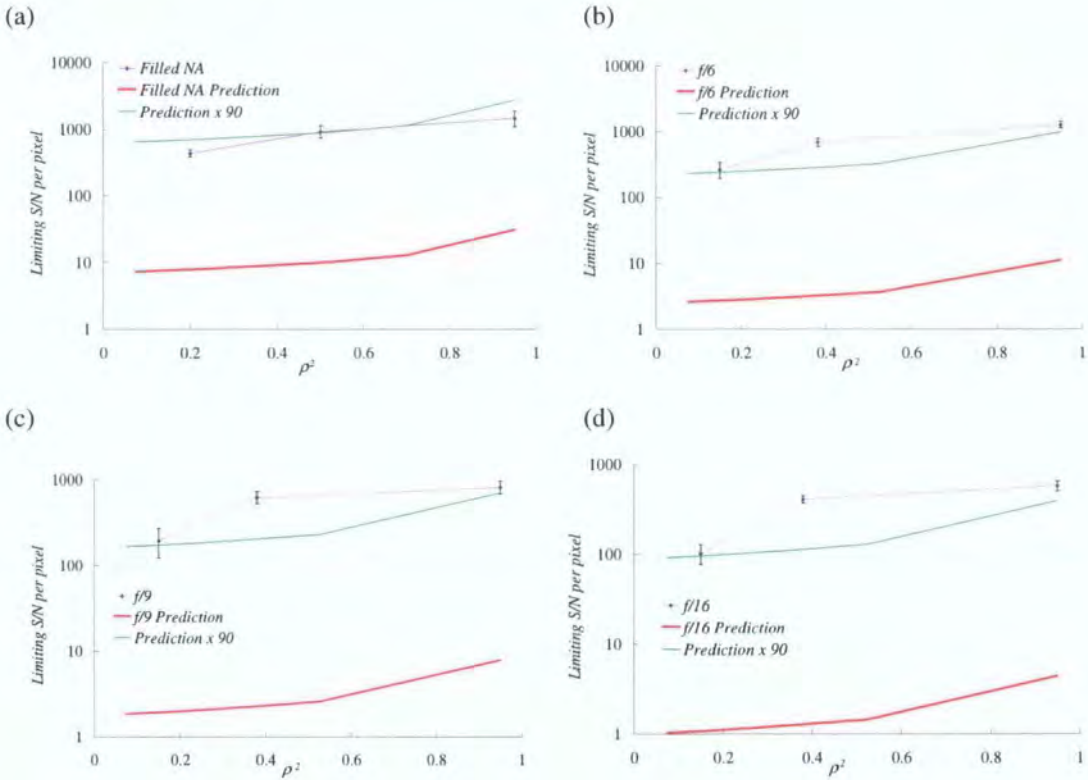 (a)
Limiting S/N per pixel
10000
1000
100
10
1
Filled NA
Filled NA Prediction
Prediction x 90
0
0.2
0.4
0.6
0.8
1
ρ²
(b)
Limiting S/N per pixel
10000
1000
100
10
1
f/6
f/6 Prediction
Prediction x 90
0
0.2
0.4
0.6
0.8
1
ρ²
(c)
Limiting S/N per pixel
1000
100
10
1
f/9
f/9 Prediction
Prediction x 90
0
0.2
0.4
0.6
0.8
1
ρ²
(d)
Limiting S/N per pixel
1000
100
10
1
f/16
f/16 Prediction
Prediction x 90
0
0.2
0.4
0.6
0.8
1
ρ²